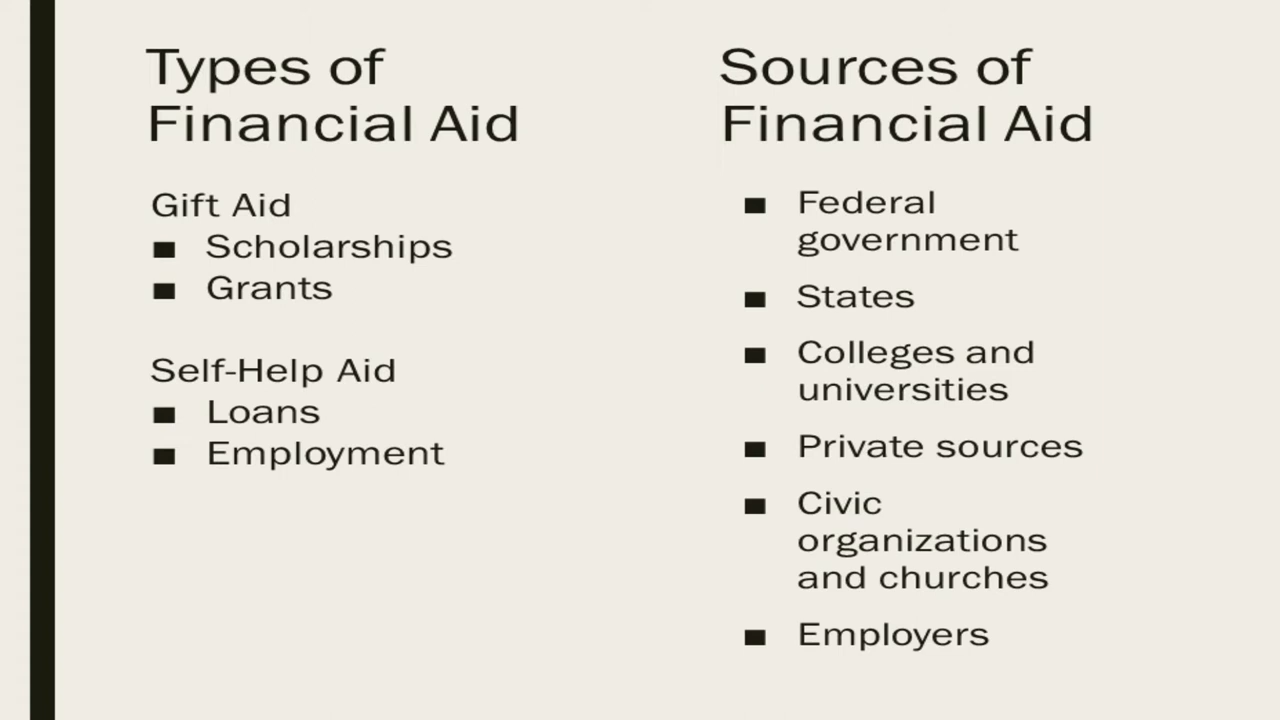 Types of
Financial Aid
Gift Aid
■ Scholarships
■ Grants
Self-Help Aid
■ Loans
■ Employment
Sources of
Financial Aid
■ Federal
government
■ States
■ Colleges and
universities
■ Private sources
■ Civic
organizations
and churches
■ Employers